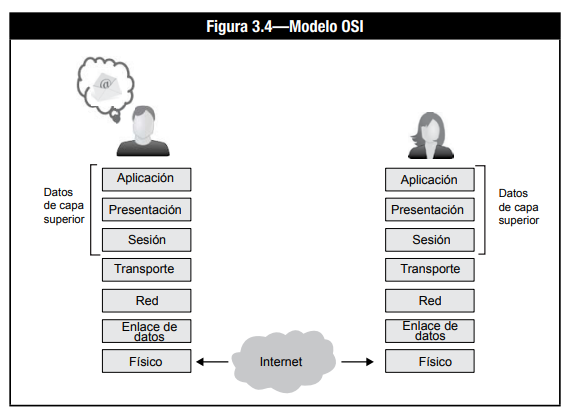 Figura 3.4—Modelo OSI
@
Datos
de capa
superior
Aplicación
Presentación
Sesión
Transporte
Red
Enlace de
datos
Físico
Internet
Aplicación
Presentación
Sesión
Transporte
Red
Enlace de
datos
Físico
Datos
de capa
superior